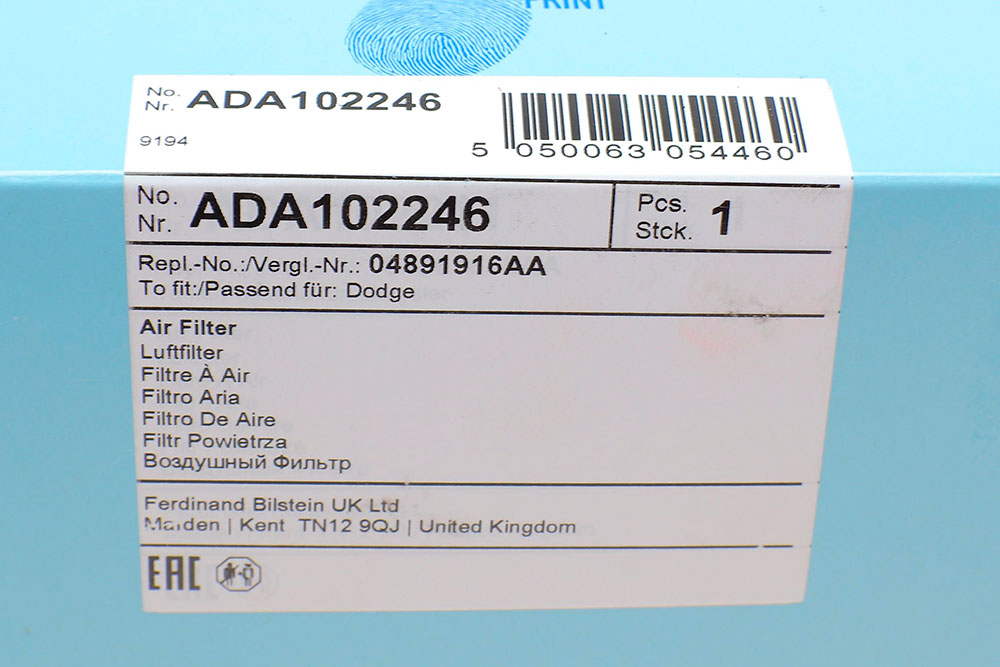 PRINT
No. Nr. ADA102246
9194
5 050063 054460
No. Nr. ADA102246
Pcs. Stck. 1
Repl.-No.:/Vergl.-Nr.: 04891916AA
To fit:/Passend für: Dodge
Air Filter
Luftfilter
Filtre À Air
Filtro Aria
Filtro De Aire
Filtr Powietrza
Воздушный Фильтр
Ferdinand Bilstein UK Ltd
Marden | Kent TN12 9QJ | United Kingdom
EAC